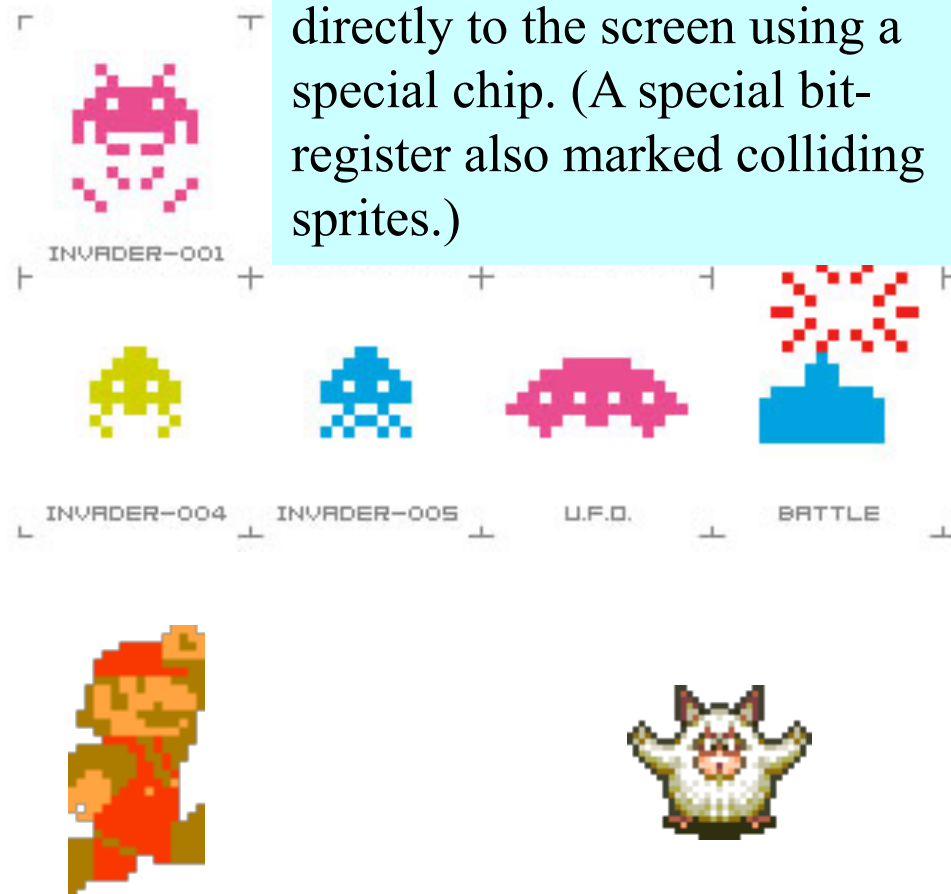 directly to the screen using a
special chip. (A special bit-
register also marked colliding
sprites.)
INVADER-001
INVADER-004 INVADER-005 U.F.O. BATTLE